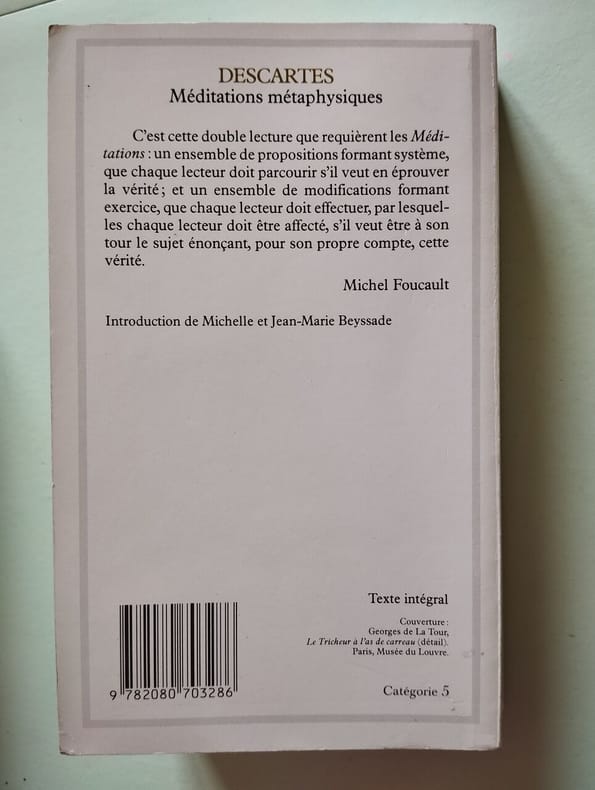 DESCARTES
Méditations métaphysiques
C'est cette double lecture que requièrent les Médi-
tations : un ensemble de propositions formant système,
que chaque lecteur doit parcourir s'il veut en éprouver
la vérité ; et un ensemble de modifications formant
exercice, que chaque lecteur doit effectuer, par lesquel-
les chaque lecteur doit être affecté, s'il veut être à son
tour le sujet énonçant, pour son propre compte, cette
vérité.
Michel Foucault
Introduction de Michelle et Jean-Marie Beyssade
Texte intégral
Couverture :
Georges de La Tour,
Le Tricheur à l'as de carreau (détail).
Paris, Musée du Louvre.
Catégorie 5
9 782080 703286